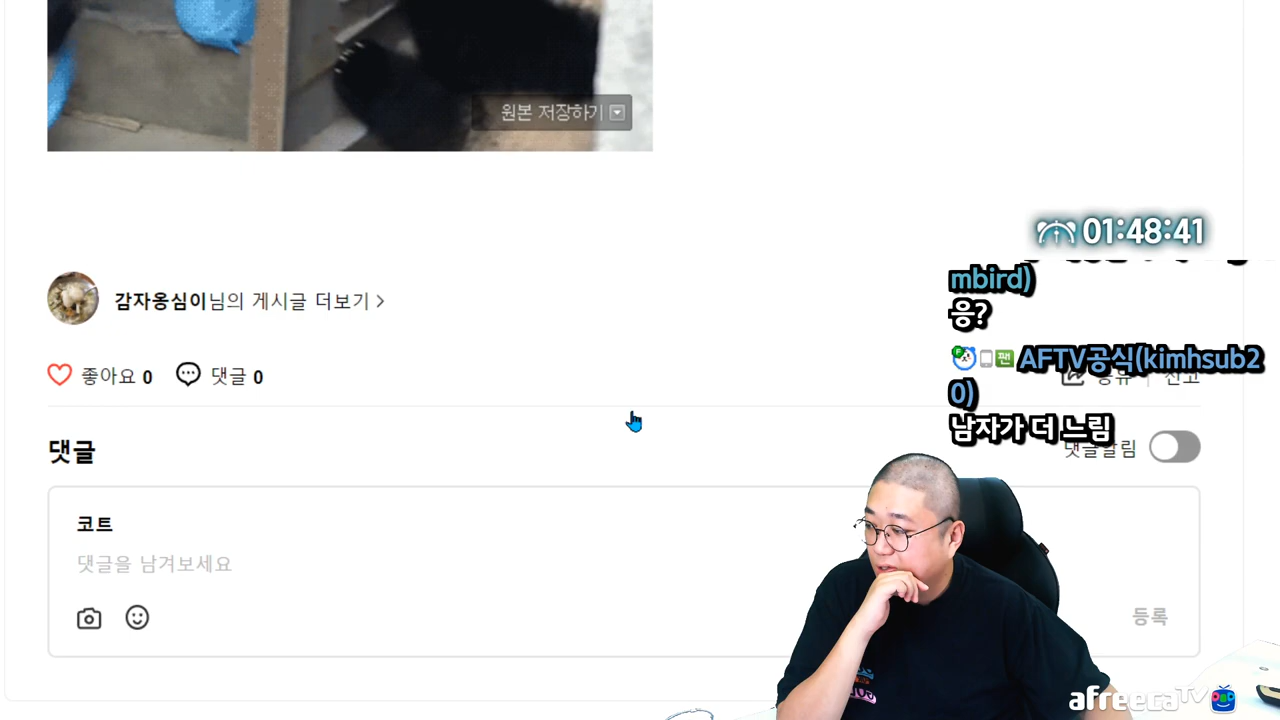 원본 저장하기
01:48:41
mbird)
응?
감자옹심이님의 게시글 더보기 >
팬 AFTV공식(kimhsub2
0)
좋아요 0 댓글 0
신고
남자가 더 느림
댓글
댓글알림
코트
댓글을 남겨보세요
등록
afreecaTV